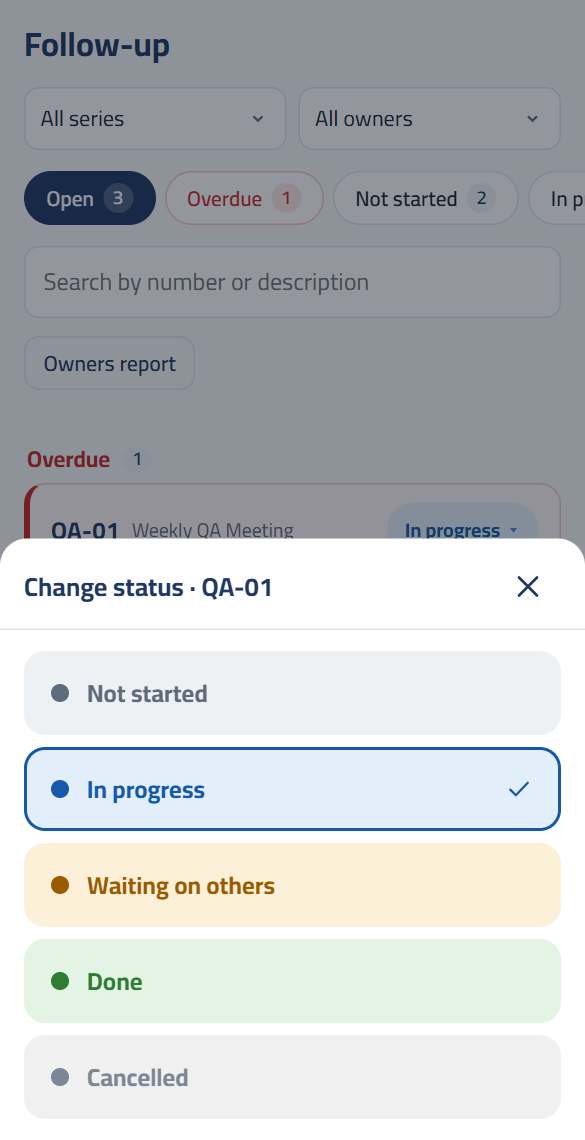 Follow-up
All series All owners
Open 3 Overdue 1 Not started 2 In p
Search by number or description
Owners report
Overdue 1
QA-01 Weekly QA Meeting In progress
Change status · QA-01
Not started
In progress
Waiting on others
Done
Cancelled